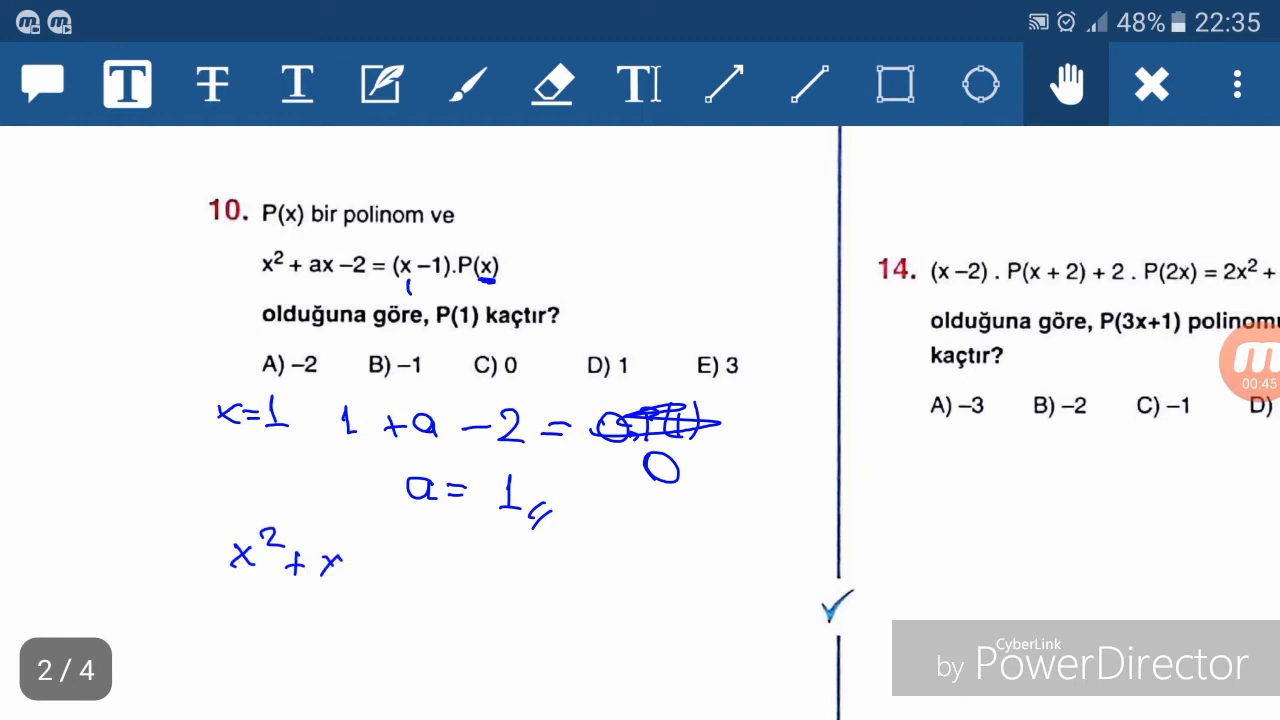 48% 22:35
T T T TI
10. P(x) bir polinom ve
x² + ax –2 = (x –1).P(x)
olduğuna göre, P(1) kaçtır?
A) –2 B) –1 C) 0 D) 1 E) 3
x=1 1 +a –2 =
0
a = 1
x² + x
14. (x –2) . P(x + 2) + 2 . P(2x) = 2x² +
olduğuna göre, P(3x+1) polinomu
kaçtır?
A) –3 B) –2 C) –1 D)
00:45
2 / 4
CyberLink
by PowerDirector